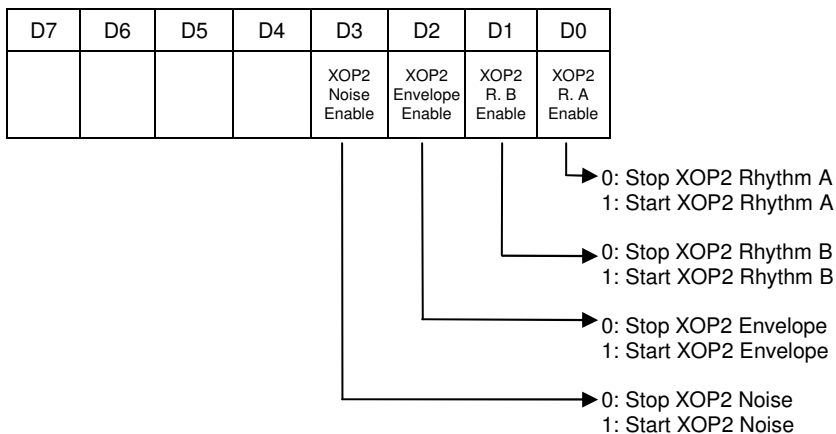 D7 D6 D5 D4 D3 D2 D1 D0
XOP2 Noise Enable
XOP2 Envelope Enable
XOP2 R. B Enable
XOP2 R. A Enable
0: Stop XOP2 Rhythm A
1: Start XOP2 Rhythm A
0: Stop XOP2 Rhythm B
1: Start XOP2 Rhythm B
0: Stop XOP2 Envelope
1: Start XOP2 Envelope
0: Stop XOP2 Noise
1: Start XOP2 Noise